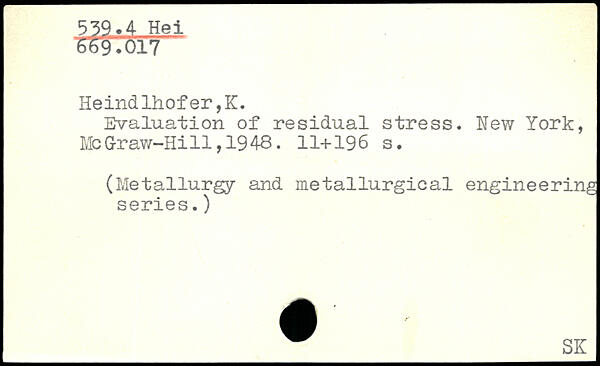 539.4 Hei
669.017
Heindlhofer,K.
Evaluation of residual stress. New York,
McGraw-Hill,1948. 11+196 s.
(Metallurgy and metallurgical engineering
series.)
SK